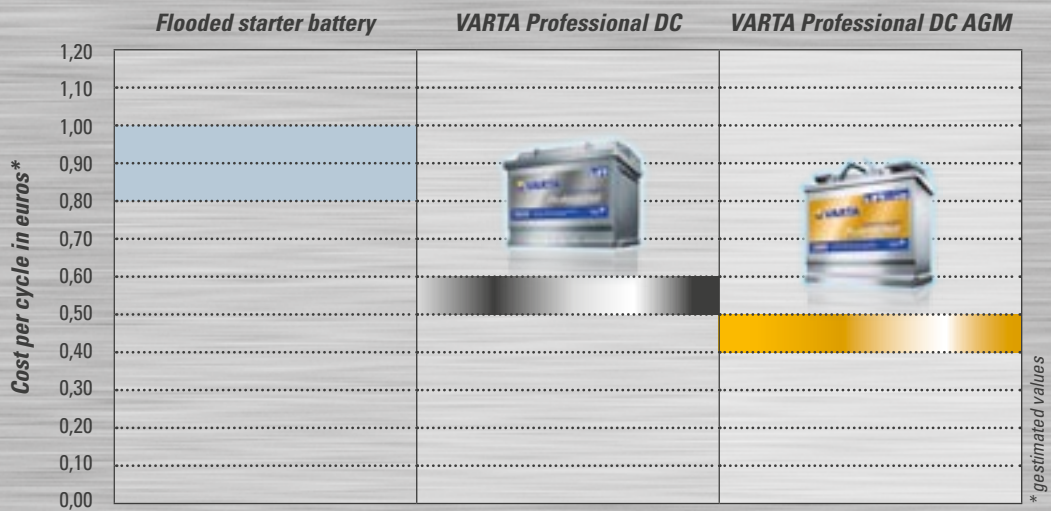 Flooded starter battery
VARTA Professional DC
VARTA Professional DC AGM
Cost per cycle in euros*
1,20
1,10
1,00
0,90
0,80
0,70
0,60
0,50
0,40
0,30
0,20
0,10
0,00
VARTA
VARTA
* gestimated values